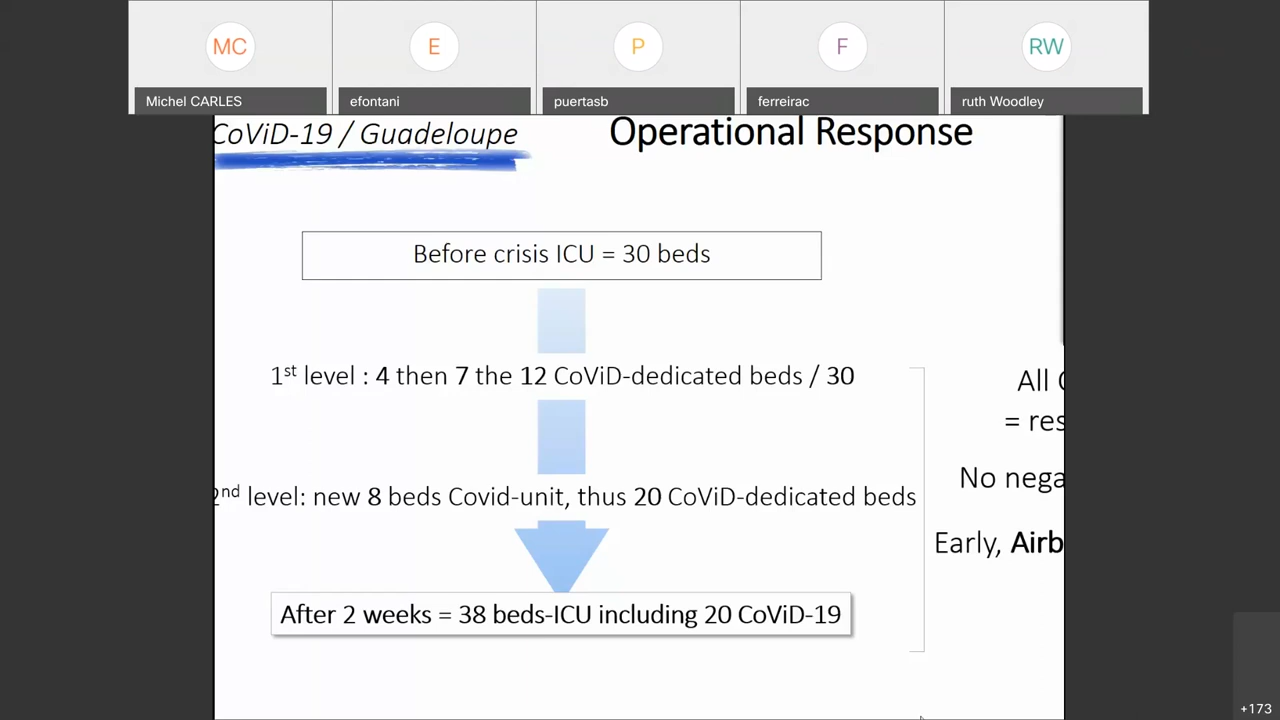 MC
E
P
F
RW
Michel CARLES
efontani
puertasb
ferreirac
ruth Woodley
CoViD-19 / Guadeloupe
Operational Response
Before crisis ICU = 30 beds
1st level : 4 then 7 the 12 CoViD-dedicated beds / 30
2nd level: new 8 beds Covid-unit, thus 20 CoViD-dedicated beds
After 2 weeks = 38 beds-ICU including 20 CoViD-19
All
= res
No nega
Early, Airb
+173